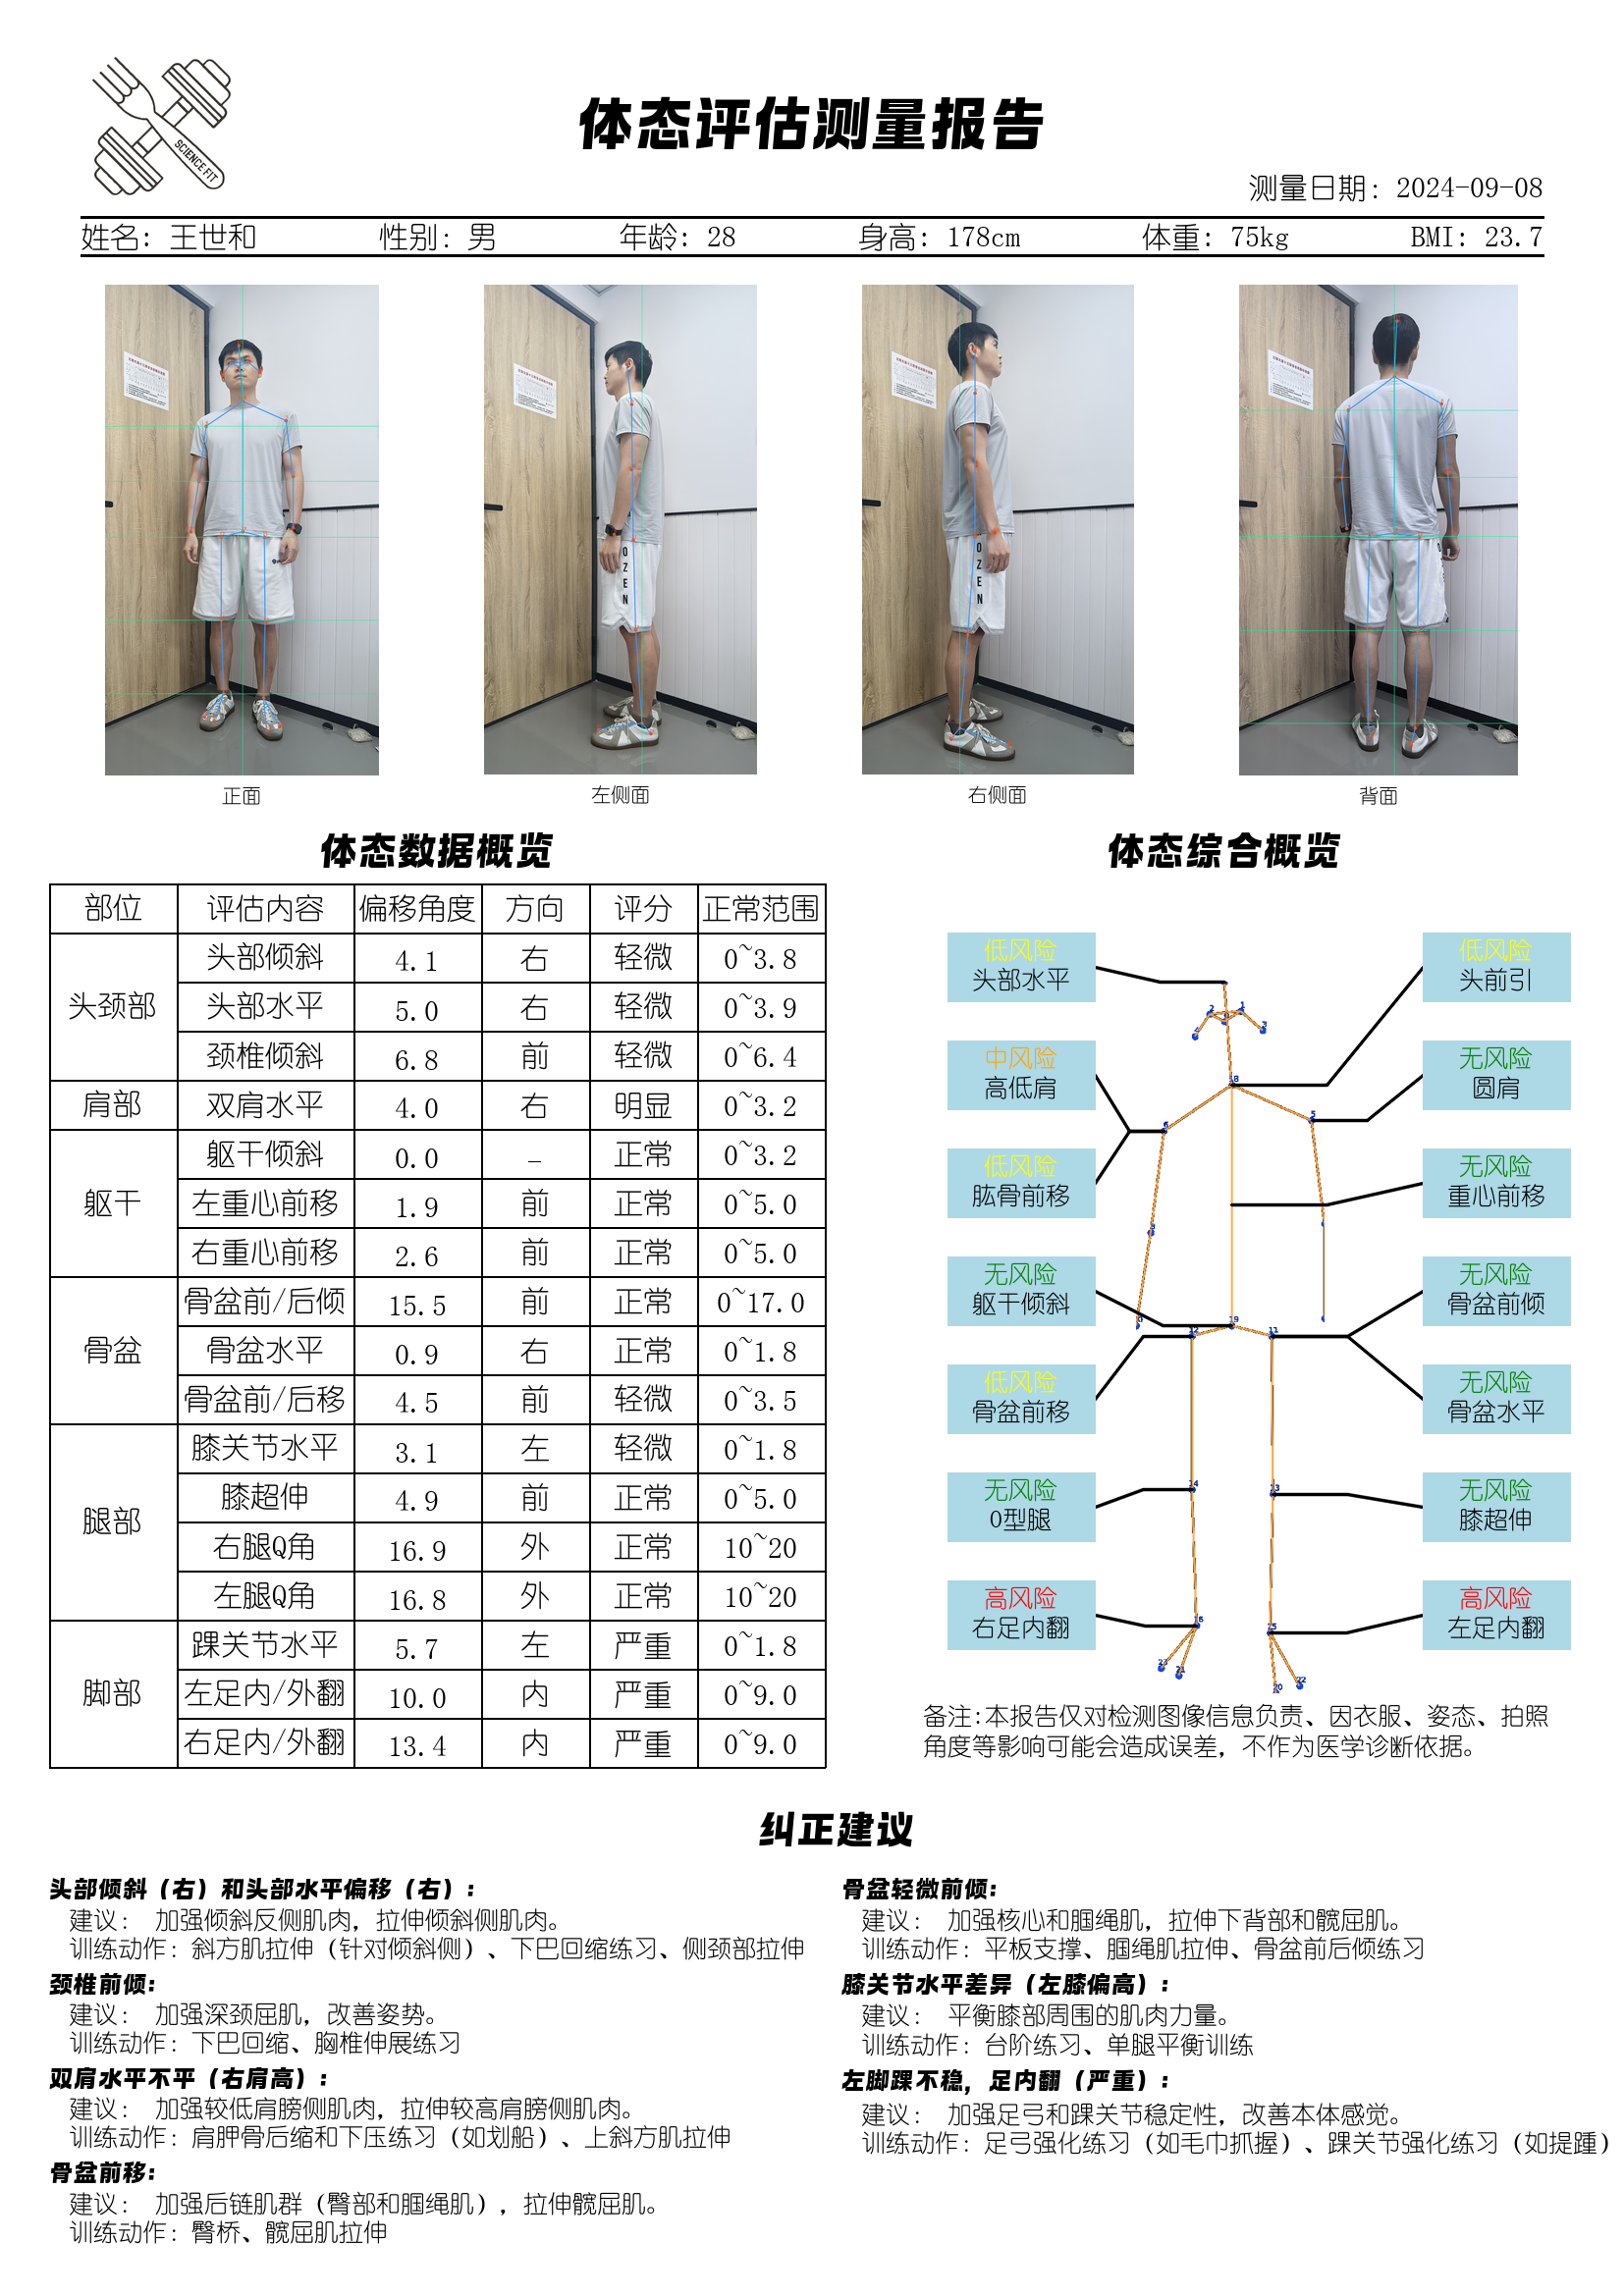 SCIENCE-FIT
体态评估测量报告
测量日期: 2024-09-08
姓名: 王世和 性别: 男 年龄: 28 身高: 178cm 体重: 75kg BMI: 23.7
OZEN
OZEN
正面 左侧面 右侧面 背面
体态数据概览
部位 评估内容 偏移角度 方向 评分 正常范围
头颈部
头部倾斜 4.1 右 轻微 0~3.8
头部水平 5.0 右 轻微 0~3.9
颈椎倾斜 6.8 前 轻微 0~6.4
肩部 双肩水平 4.0 右 明显 0~3.2
躯干
躯干倾斜 0.0 – 正常 0~3.2
左重心前移 1.9 前 正常 0~5.0
右重心前移 2.6 前 正常 0~5.0
骨盆
骨盆前/后倾 15.5 前 正常 0~17.0
骨盆水平 0.9 右 正常 0~1.8
骨盆前/后移 4.5 前 轻微 0~3.5
腿部
膝关节水平 3.1 左 轻微 0~1.8
膝超伸 4.9 前 正常 0~5.0
右腿Q角 16.9 外 正常 10~20
左腿Q角 16.8 外 正常 10~20
脚部
踝关节水平 5.7 左 严重 0~1.8
左足内/外翻 10.0 内 严重 0~9.0
右足内/外翻 13.4 内 严重 0~9.0
体态综合概览
低风险
头部水平
低风险
头前引
中风险
高低肩
无风险
圆肩
低风险
肱骨前移
无风险
重心前移
无风险
躯干倾斜
无风险
骨盆前倾
低风险
骨盆前移
无风险
骨盆水平
无风险
O型腿
无风险
膝超伸
高风险
右足内翻
高风险
左足内翻
备注:本报告仅对检测图像信息负责、因衣服、姿态、拍照
角度等影响可能会造成误差，不作为医学诊断依据。
纠正建议
头部倾斜（右）和头部水平偏移（右）:
建议: 加强倾斜反侧肌肉，拉伸倾斜侧肌肉。
训练动作: 斜方肌拉伸（针对倾斜侧）、下巴回缩练习、侧颈部拉伸
颈椎前倾:
建议: 加强深颈屈肌，改善姿势。
训练动作: 下巴回缩、胸椎伸展练习
双肩水平不平（右肩高）:
建议: 加强较低肩膀侧肌肉，拉伸较高肩膀侧肌肉。
训练动作: 肩胛骨后缩和下压练习（如划船）、上斜方肌拉伸
骨盆前移:
建议: 加强后链肌群（臀部和腘绳肌），拉伸髋屈肌。
训练动作: 臀桥、髋屈肌拉伸
骨盆轻微前倾:
建议: 加强核心和腘绳肌，拉伸下背部和髋屈肌。
训练动作: 平板支撑、腘绳肌拉伸、骨盆前后倾练习
膝关节水平差异（左膝偏高）:
建议: 平衡膝部周围的肌肉力量。
训练动作: 台阶练习、单腿平衡训练
左脚踝不稳，足内翻（严重）:
建议: 加强足弓和踝关节稳定性，改善本体感觉。
训练动作: 足弓强化练习（如毛巾抓握）、踝关节强化练习（如提踵）